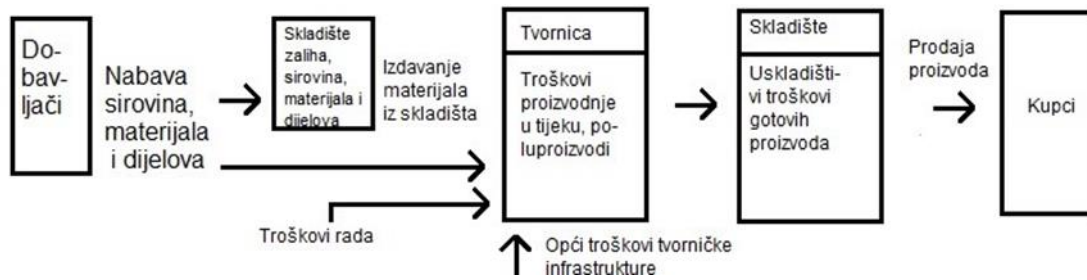 Do-
bav-
ljači
Nabava
sirovina,
materijala
i dijelova
Skladište
zaliha,
sirovina,
materijala i
dijelova
Izdavanje
materijala
iz skladišta
Troškovi rada
Tvornica
Troškovi
proizvodnje
u tijeku, po-
luproizvodi
Opći troškovi tvorničke
infrastrukture
Skladište
Uskladišti-
vi troškovi
gotovih
proizvoda
Prodaja
proizvoda
Kupci